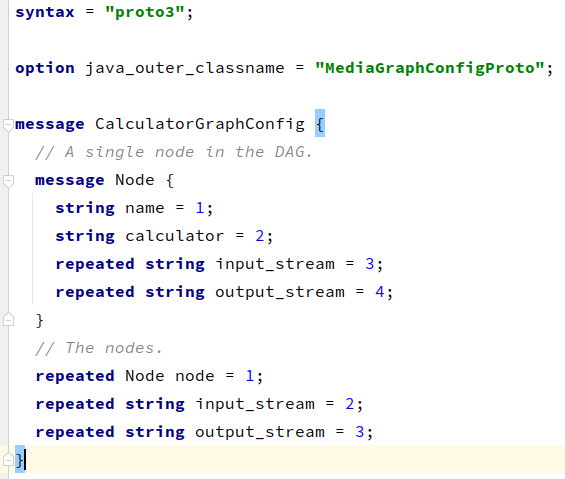 syntax = "proto3";
option java_outer_classname = "MediaGraphConfigProto";
message CalculatorGraphConfig {
  // A single node in the DAG.
  message Node {
    string name = 1;
    string calculator = 2;
    repeated string input_stream = 3;
    repeated string output_stream = 4;
  }
  // The nodes.
  repeated Node node = 1;
  repeated string input_stream = 2;
  repeated string output_stream = 3;
}